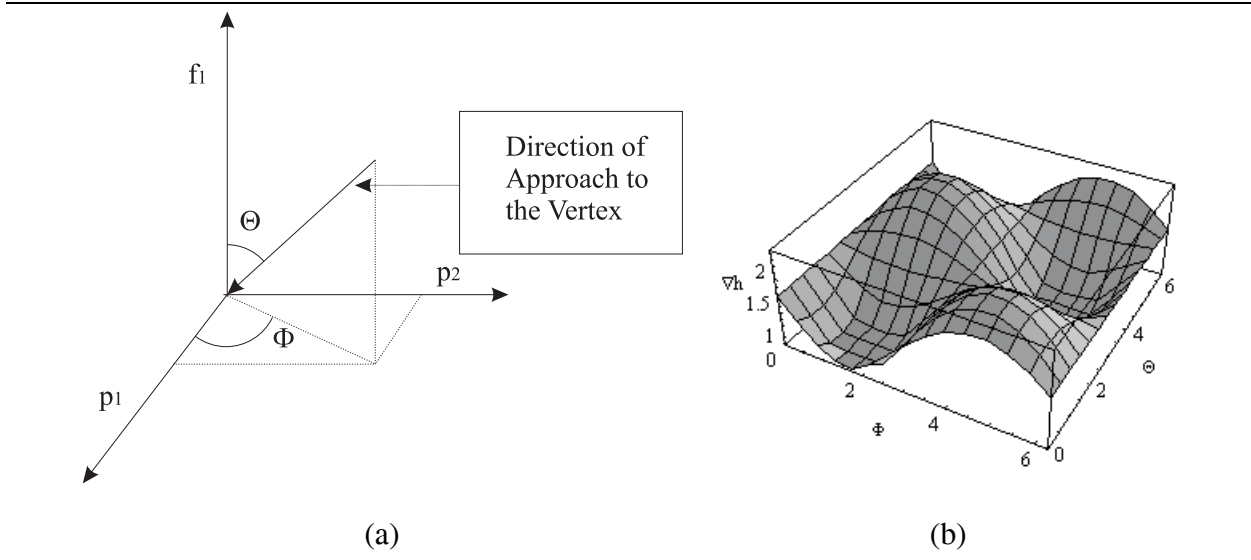 f1
Direction of
Approach to
the Vertex
Θ
p2
Φ
p1
(a)
∇h
2
1.5
1
0
2
4
6
Φ
0
2
4
6
Θ
(b)